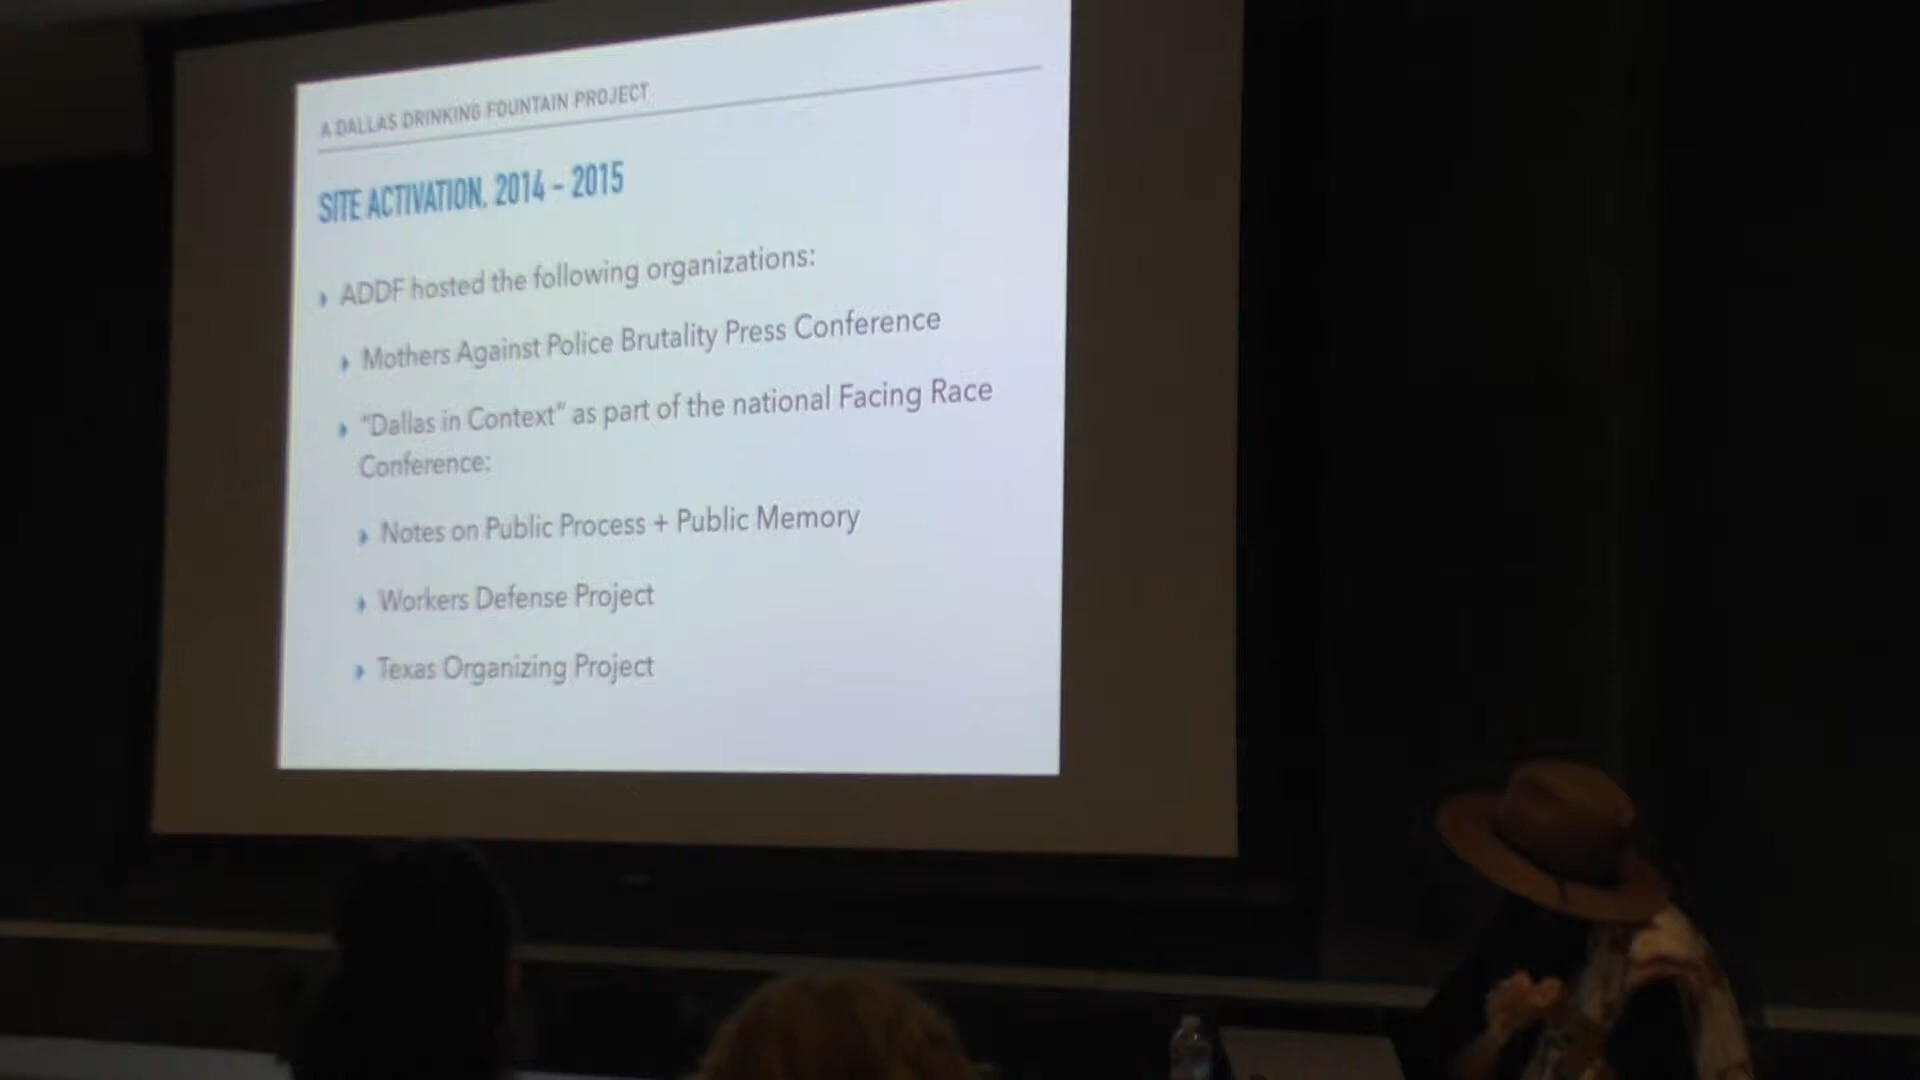 A DALLAS DRINKING FOUNTAIN PROJECT
SITE ACTIVATION, 2014 – 2015
ADDF hosted the following organizations:
Mothers Against Police Brutality Press Conference
“Dallas in Context” as part of the national Facing Race
Conference:
Notes on Public Process + Public Memory
Workers Defense Project
Texas Organizing Project